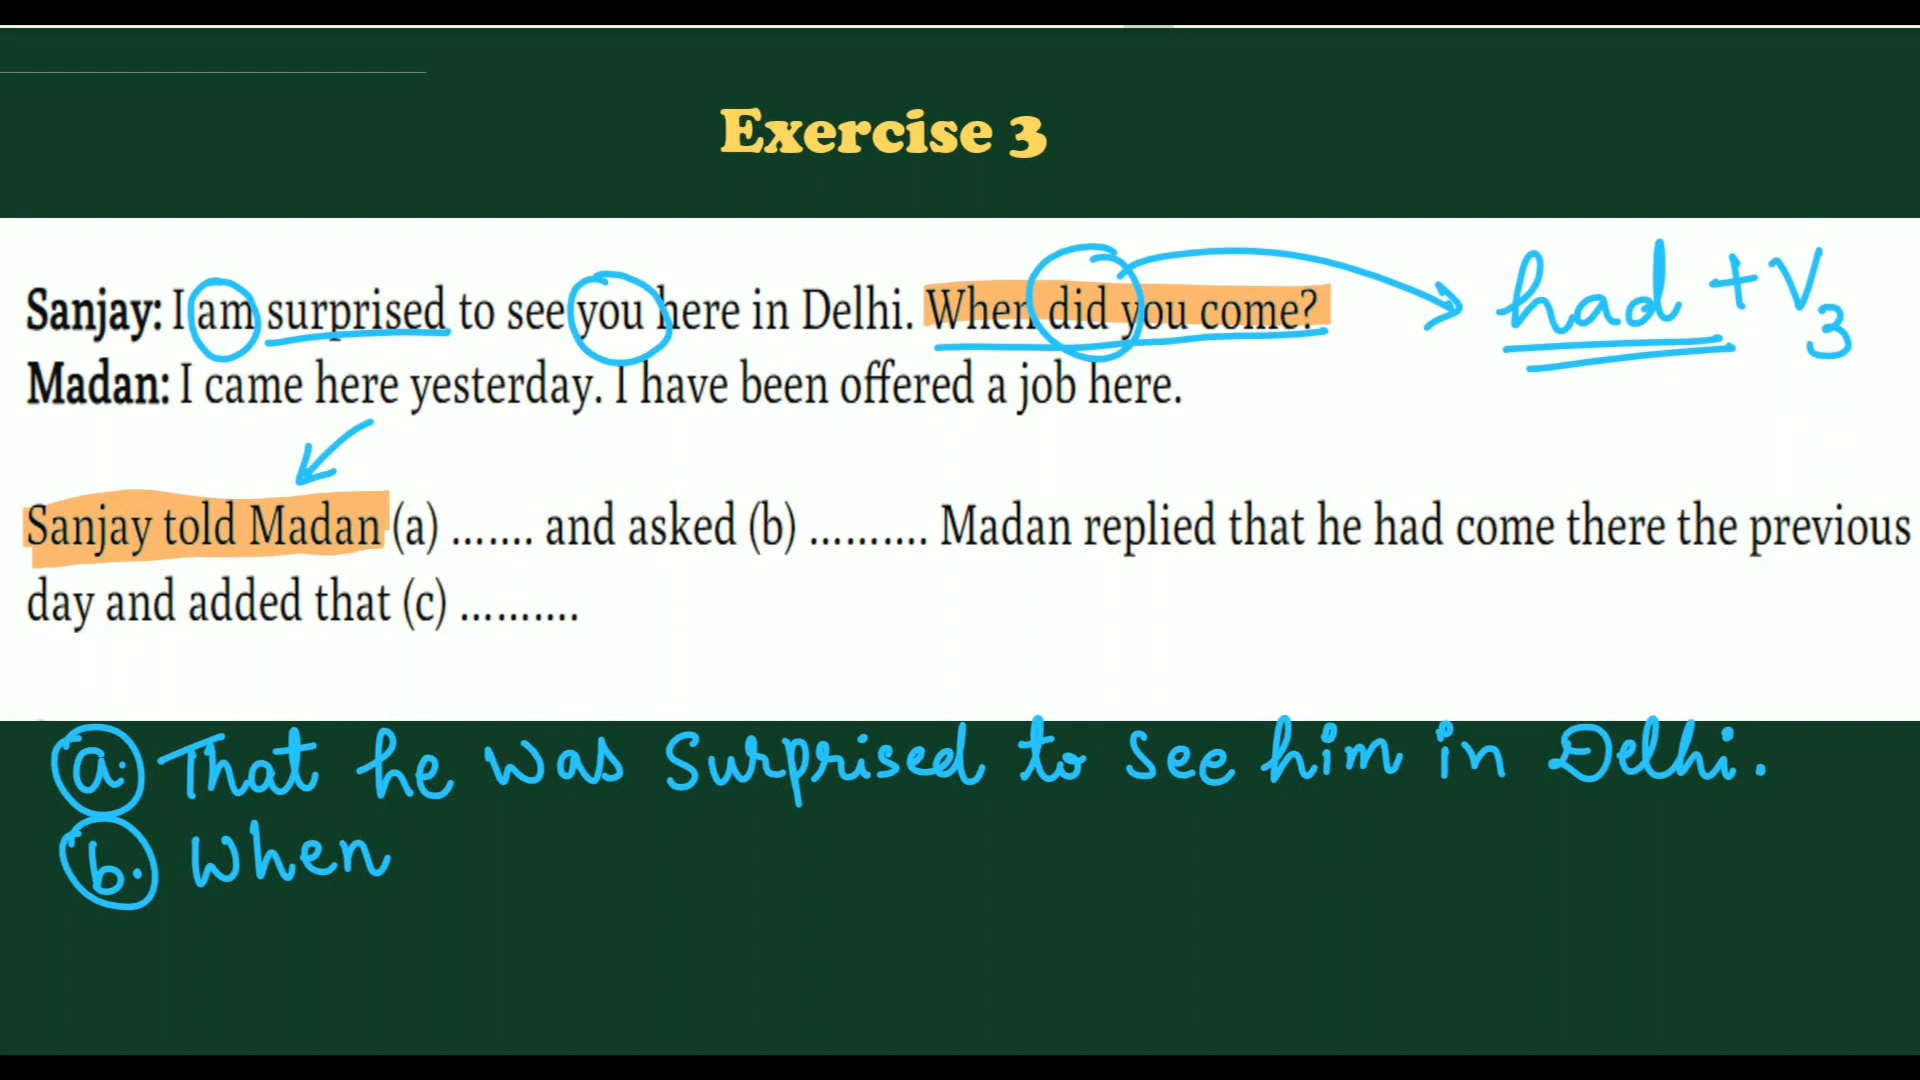 Exercise 3
had + V3
Sanjay: I am surprised to see you here in Delhi. When did you come?
Madan: I came here yesterday. I have been offered a job here.
Sanjay told Madan (a) ....... and asked (b) .......... Madan replied that he had come there the previous
day and added that (c) ..........
a. That he was surprised to see him in Delhi.
b. When